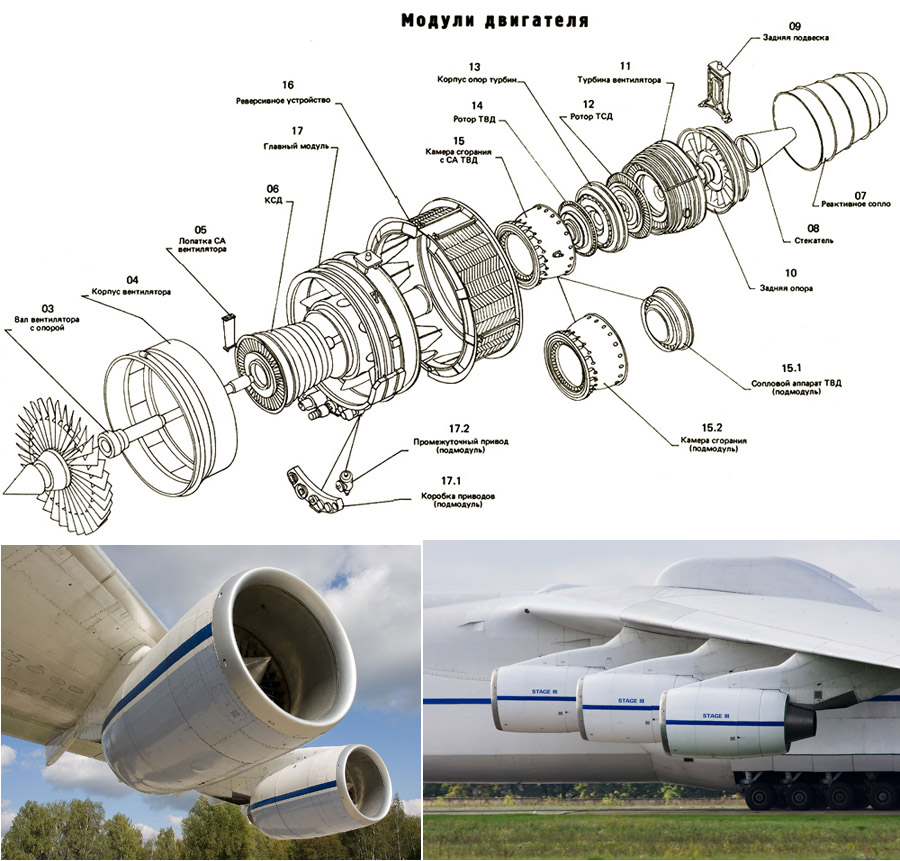 Модули двигателя
09
Задняя подвеска
11
Турбина вентилятора
13
Корпус опор турбин
12
Ротор ТСД
14
Ротор ТВД
15
Камера сгорания
с СА ТВД
16
Реверсивное устройство
17
Главный модуль
06
КСД
05
Лопатка СА
вентилятора
04
Корпус вентилятора
03
Вал вентилятора
с опорой
07
Реактивное сопло
08
Стекатель
10
Задняя опора
15.1
Сопловой аппарат ТВД
(подмодуль)
15.2
Камера сгорания
(подмодуль)
17.2
Промежуточный привод
(подмодуль)
17.1
Коробка приводов
(подмодуль)
STAGE III
STAGE III
STAGE III